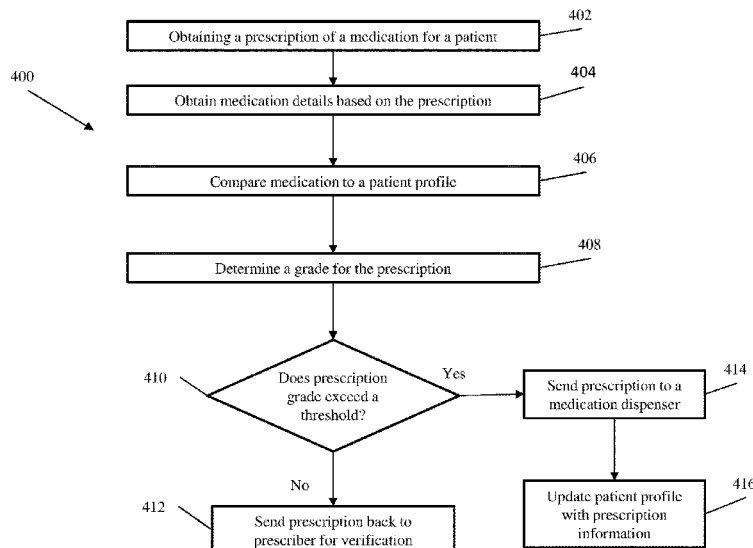 402
Obtaining a prescription of a medication for a patient
400
404
Obtain medication details based on the prescription
406
Compare medication to a patient profile
408
Determine a grade for the prescription
410
Does prescription
grade exceed a
threshold?
Yes
414
Send prescription to a
medication dispenser
No
412
Send prescription back to
prescriber for verification
416
Update patient profile
with prescription
information